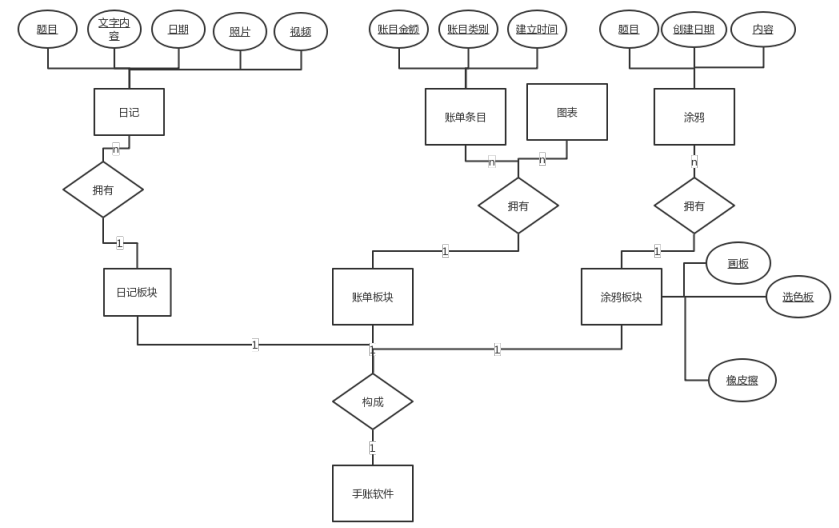 题目
文字内
容
日期
照片
视频
账目金额
账目类别
建立时间
题目
创建日期
内容
日记
账单条目
图表
涂鸦
n
n
n
n
拥有
拥有
拥有
1
1
1
画板
日记板块
账单板块
涂鸦板块
选色板
1
1
1
橡皮擦
构成
1
手账软件